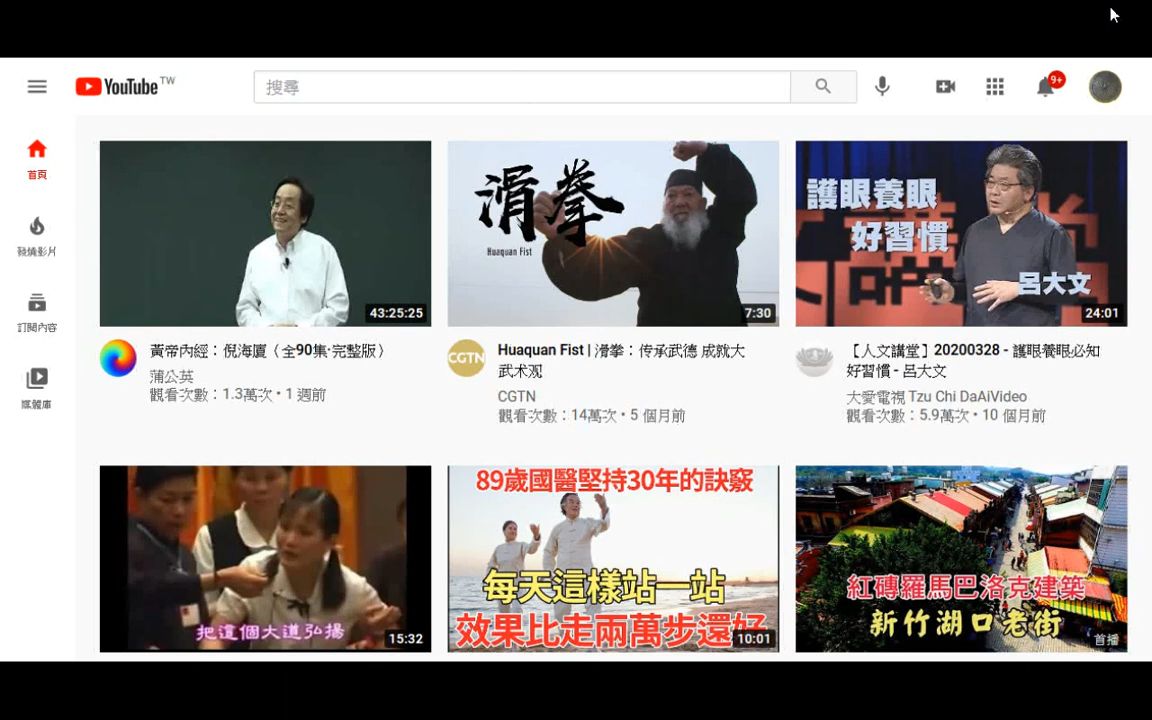 YouTube TW
搜尋
9+
首頁
發燒影片
訂閱內容
媒體庫
43:25:25
黃帝內經：倪海廈（全90集·完整版）
蒲公英
觀看次數：1.3萬次 • 1 週前
滑拳
Huaquan Fist
7:30
CGTN
Huaquan Fist | 滑拳：传承武德 成就大
武术观
CGTN
觀看次數：14萬次 • 5 個月前
護眼養眼
好習慣
呂大文
24:01
【人文講堂】20200328 - 護眼養眼必知
好習慣 - 呂大文
大愛電視 Tzu Chi DaAiVideo
觀看次數：5.9萬次 • 10 個月前
把這個大道弘揚
15:32
89歲國醫堅持30年的訣竅
每天這樣站一站
效果比走兩萬步還好
10:01
紅磚羅馬巴洛克建築
新竹湖口老街
首播